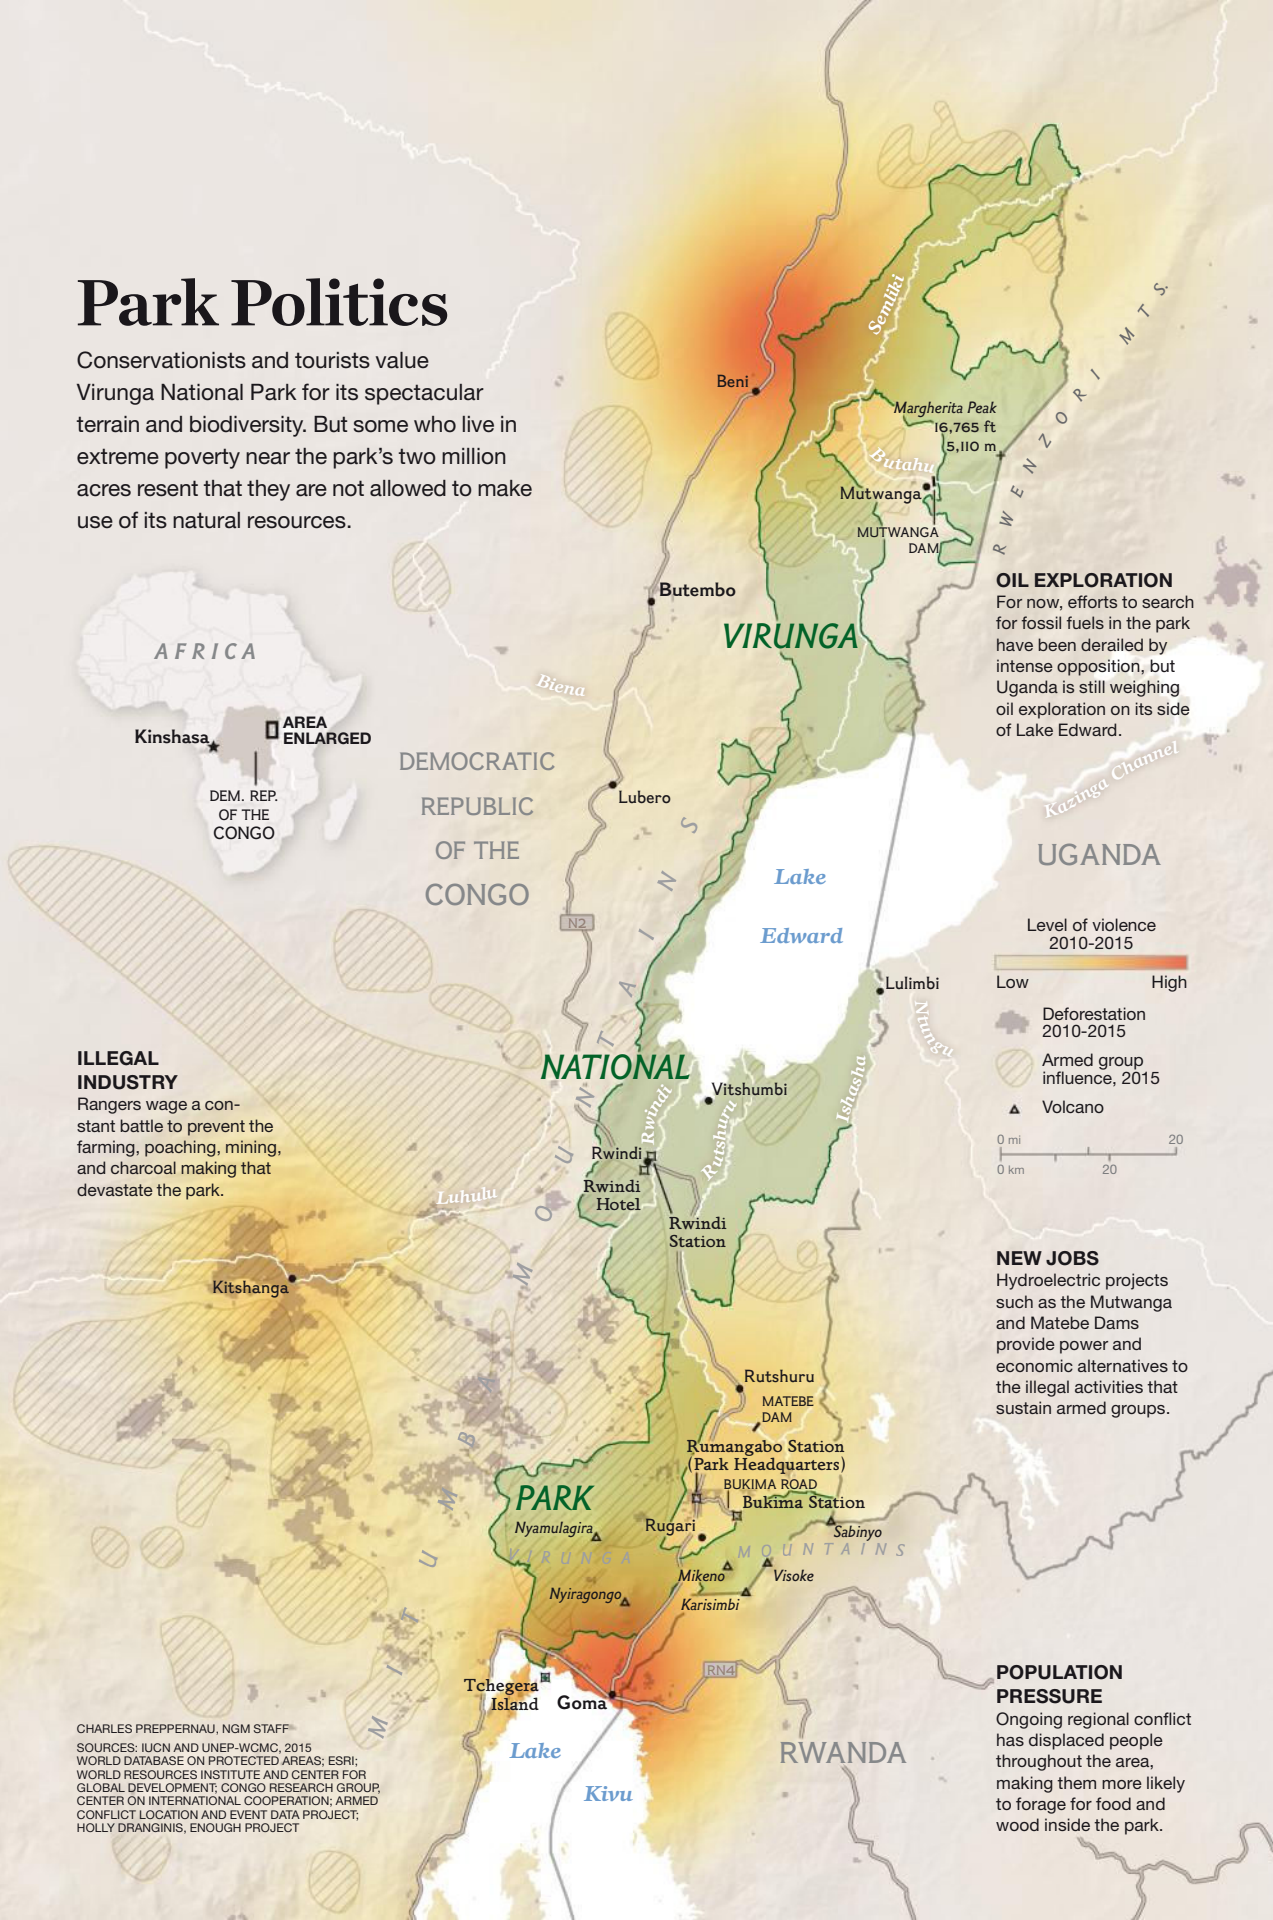 Park Politics
Conservationists and tourists value
Virunga National Park for its spectacular
terrain and biodiversity. But some who live in
extreme poverty near the park's two million
acres resent that they are not allowed to make
use of its natural resources.
AFRICA
Kinshasa
AREA
ENLARGED
DEM. REP.
OF THE
CONGO
Semliki
Beni
RWENZORI MTS.
Margherita Peak
16,765 ft
5,110 m
Butahu
Mutwanga
MUTWANGA
DAM
Butembo
VIRUNGA
Biena
OIL EXPLORATION
For now, efforts to search
for fossil fuels in the park
have been derailed by
intense opposition, but
Uganda is still weighing
oil exploration on its side
of Lake Edward.
Kazinga Channel
DEMOCRATIC
REPUBLIC
OF THE
CONGO
Lubero
UGANDA
Lake
Edward
N2
MITUMBA MOUNTAINS
Level of violence
2010-2015
Low
High
Deforestation
2010-2015
Armed group
influence, 2015
Volcano
0 mi
20
0 km
20
Lulimbi
Ntungu
Ishasha
NATIONAL
Vitshumbi
Rwindi
Rutshuru
Rwindi
Rwindi
Hotel
Rwindi
Station
ILLEGAL
INDUSTRY
Rangers wage a con-
stant battle to prevent the
farming, poaching, mining,
and charcoal making that
devastate the park.
Luhulu
Kitshanga
NEW JOBS
Hydroelectric projects
such as the Mutwanga
and Matebe Dams
provide power and
economic alternatives to
the illegal activities that
sustain armed groups.
Rutshuru
MATEBE
DAM
Rumangabo Station
(Park Headquarters)
BUKIMA ROAD
Bukima Station
PARK
Nyamulagira
Rugari
Sabinyo
VIRUNGA MOUNTAINS
Mikeno
Visoke
Nyiragongo
Karisimbi
RN4
Tchegera
Island
Goma
Lake
Kivu
RWANDA
POPULATION
PRESSURE
Ongoing regional conflict
has displaced people
throughout the area,
making them more likely
to forage for food and
wood inside the park.
CHARLES PREPPERNAU, NGM STAFF
SOURCES: IUCN AND UNEP-WCMC, 2015
WORLD DATABASE ON PROTECTED AREAS; ESRI;
WORLD RESOURCES INSTITUTE AND CENTER FOR
GLOBAL DEVELOPMENT; CONGO RESEARCH GROUP,
CENTER ON INTERNATIONAL COOPERATION; ARMED
CONFLICT LOCATION AND EVENT DATA PROJECT;
HOLLY DRANGINIS, ENOUGH PROJECT